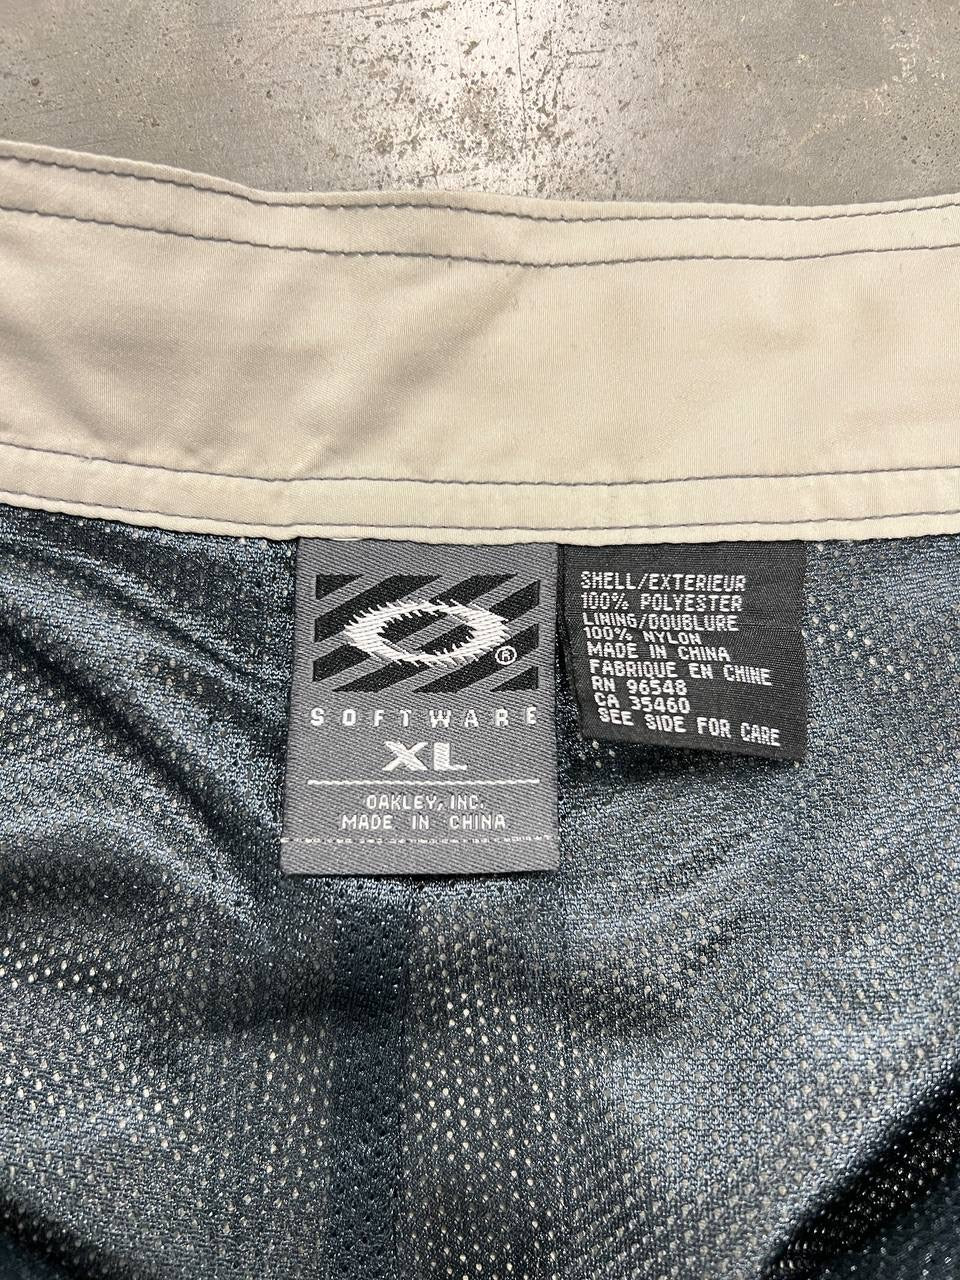 ®
SOFTWARE
XL
OAKLEY, INC.
MADE IN CHINA
SHELL/EXTERIEUR
100% POLYESTER
LINING/DOUBLURE
100% NYLON
MADE IN CHINA
FABRIQUE EN CHINE
RN 96548
CA 35460
SEE SIDE FOR CARE